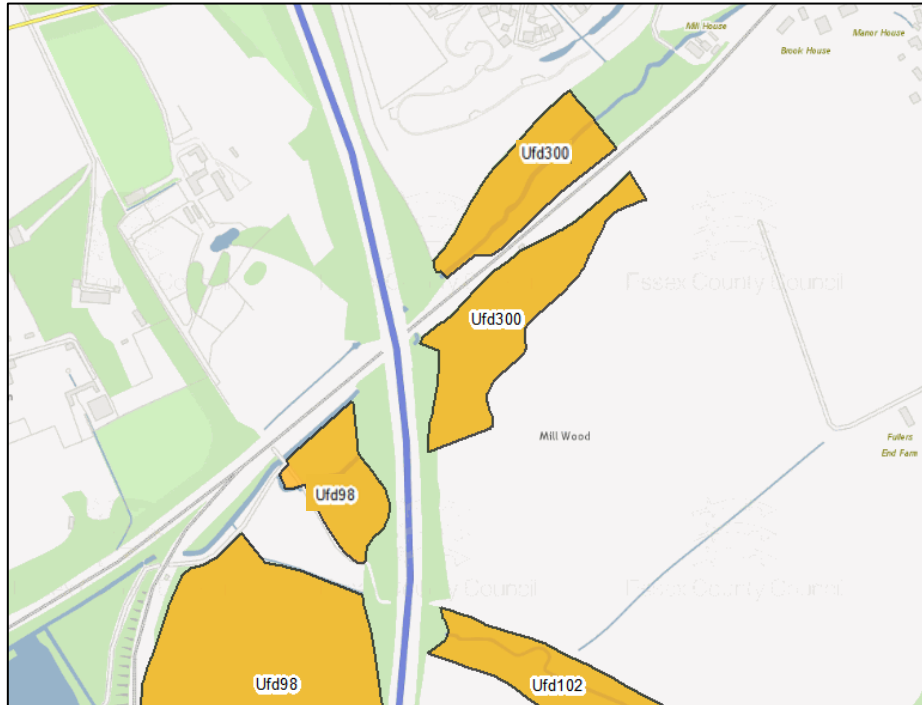 Mill House
Manor House
Brook House
Ufd300
Essex County Council
Ufd300
Mill Wood
Fullers
End Farm
Ufd98
County Council
Essex County Council
Ufd98
Ufd102